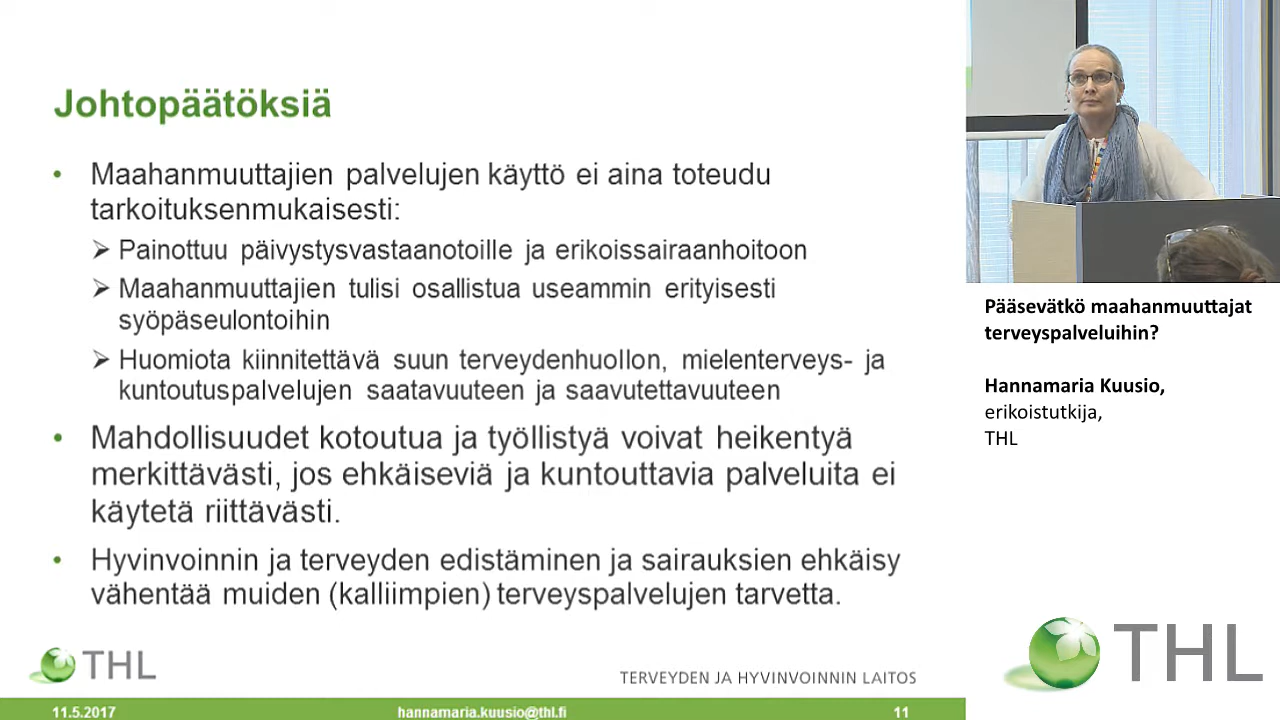 Johtopäätöksiä
• Maahanmuuttajien palvelujen käyttö ei aina toteudu
tarkoituksenmukaisesti:
➢ Painottuu päivystysvastaanotoille ja erikoissairaanhoitoon
➢ Maahanmuuttajien tulisi osallistua useammin erityisesti
syöpäseulontoihin
➢ Huomiota kiinnitettävä suun terveydenhuollon, mielenterveys- ja
kuntoutuspalvelujen saatavuuteen ja saavutettavuuteen
• Mahdollisuudet kotoutua ja työllistyä voivat heikentyä
merkittävästi, jos ehkäiseviä ja kuntouttavia palveluita ei
käytetä riittävästi.
• Hyvinvoinnin ja terveyden edistäminen ja sairauksien ehkäisy
vähentää muiden (kalliimpien) terveyspalvelujen tarvetta.
THL
TERVEYDEN JA HYVINVOINNIN LAITOS
11.5.2017
hannamaria.kuusio@thl.fi
11
Pääsevätkö maahanmuuttajat
terveyspalveluihin?
Hannamaria Kuusio,
erikoistutkija,
THL
THL